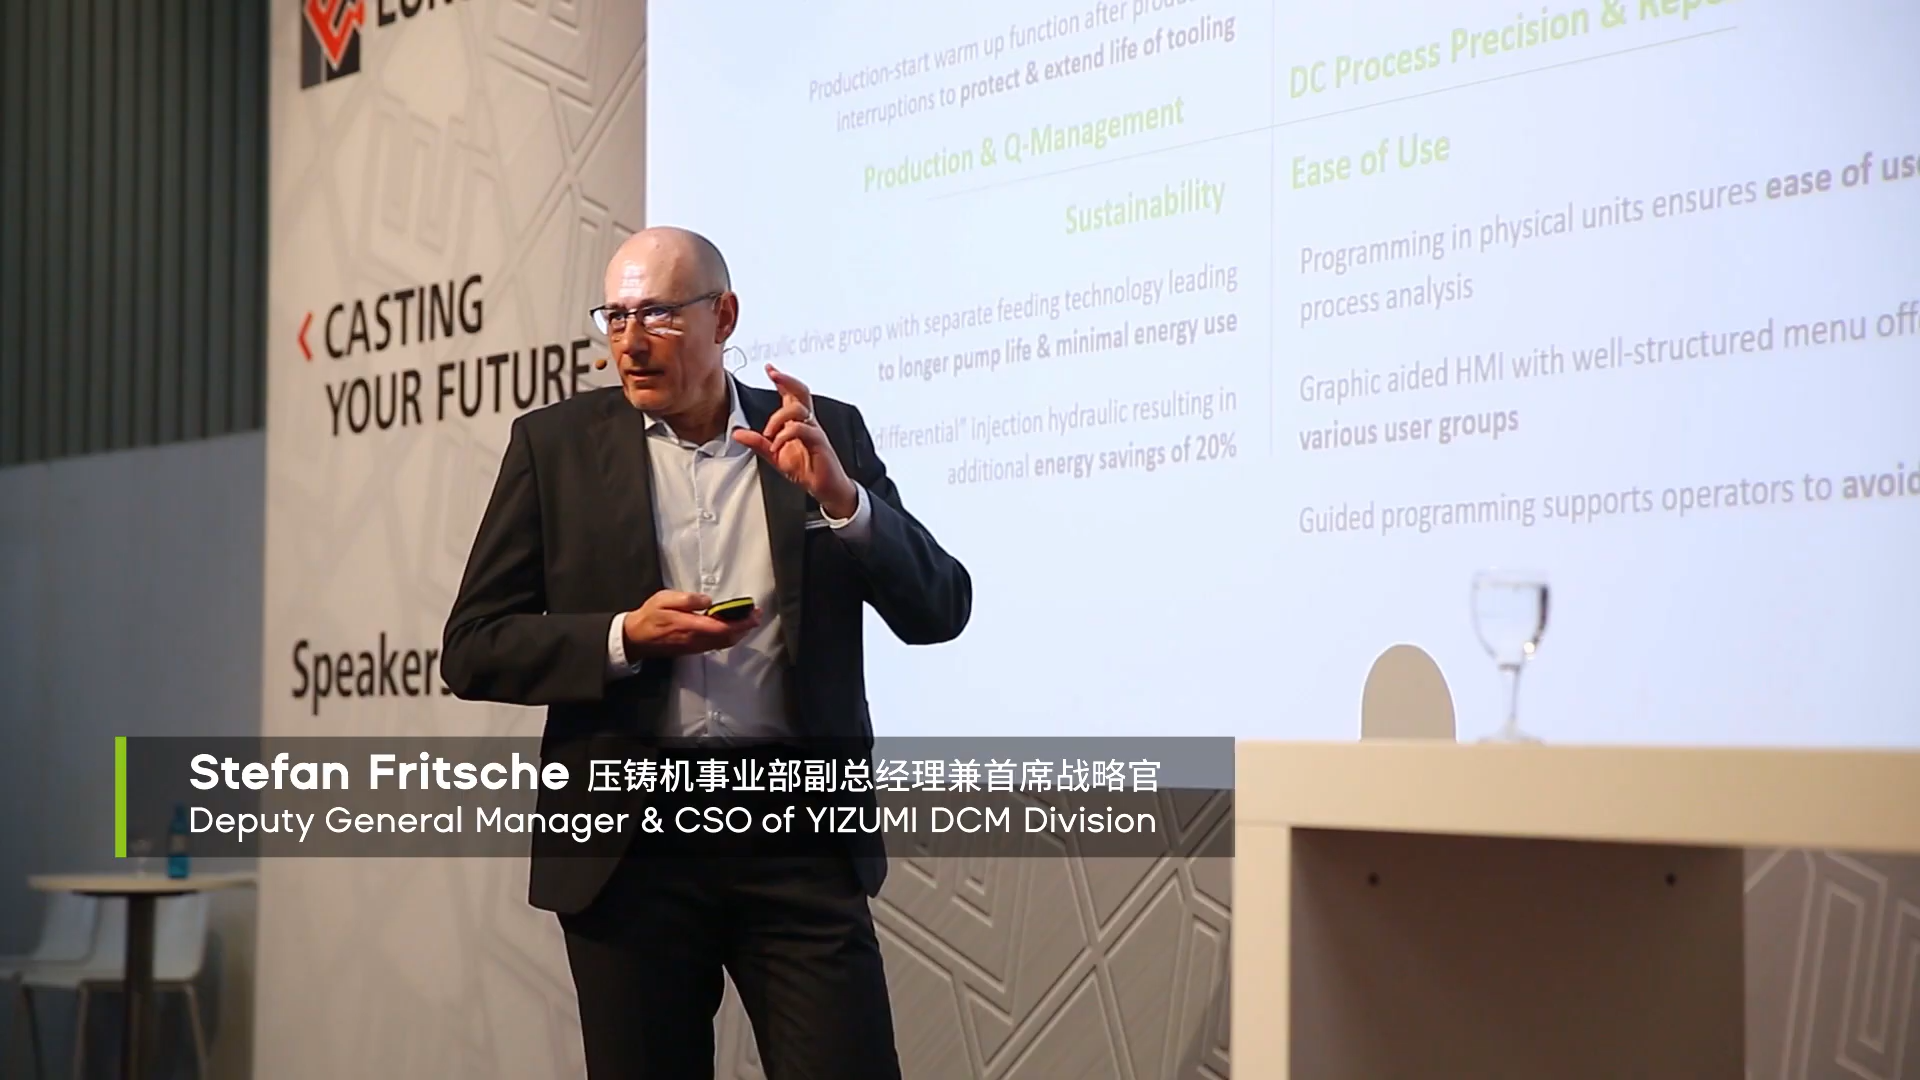 CASTING
YOUR FUTURE
Speakers
Production-start warm up function after
interruptions to protect & extend life of tooling
Production & Q-Management
Sustainability
hydraulic drive group with separate feeding technology leading
to longer pump life & minimal energy use
differential” injection hydraulic resulting in
additional energy savings of 20%
DC Process Precision &
Ease of Use
Programming in physical units ensures ease of use
process analysis
Graphic aided HMI with well-structured menu
various user groups
Guided programming supports operators to avoid
Stefan Fritsche 压铸机事业部副总经理兼首席战略官
Deputy General Manager & CSO of YIZUMI DCM Division